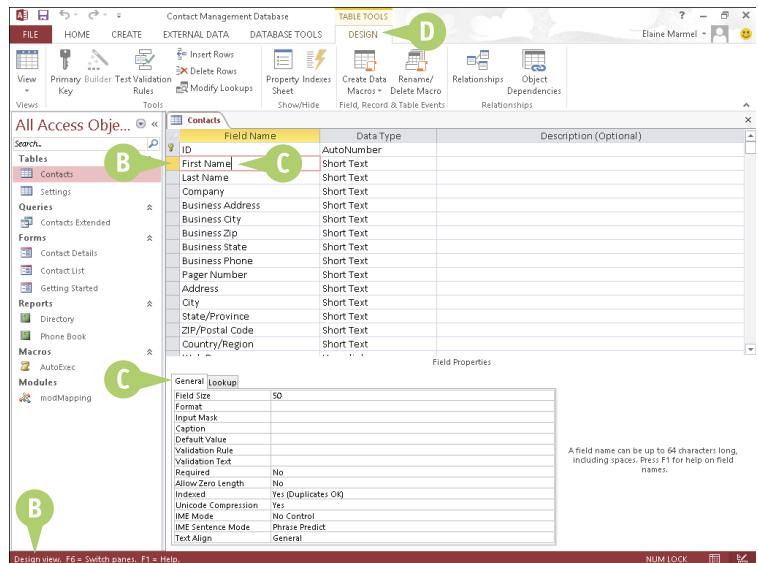 Contact Management Database
TABLE TOOLS
?
FILE
HOME
CREATE
EXTERNAL DATA
DATABASE TOOLS
DESIGN
D
Elaine Marmel
View
Primary Key
Builder
Test Validation Rules
Insert Rows
Delete Rows
Modify Lookups
Property Sheet
Indexes
Create Data Macros
Rename/ Delete Macro
Relationships
Object Dependencies
Views
Tools
Show/Hide
Field, Record & Table Events
Relationships
All Access Obje...
Search...
Tables
Contacts
Settings
Queries
Contacts Extended
Forms
Contact Details
Contact List
Getting Started
Reports
Directory
Phone Book
Macros
AutoExec
Modules
modMapping
Contacts
Field Name Data Type Description (Optional)
ID AutoNumber
B First Name C Short Text
Last Name Short Text
Company Short Text
Business Address Short Text
Business City Short Text
Business Zip Short Text
Business State Short Text
Business Phone Short Text
Pager Number Short Text
Address Short Text
City Short Text
State/Province Short Text
ZIP/Postal Code Short Text
Country/Region Short Text
Field Properties
C
General Lookup
Field Size 50
Format
Input Mask
Caption
Default Value
Validation Rule
Validation Text
Required No
Allow Zero Length No
Indexed Yes (Duplicates OK)
Unicode Compression Yes
IME Mode No Control
IME Sentence Mode Phrase Predict
Text Align General
A field name can be up to 64 characters long,
including spaces. Press F1 for help on field
names.
B
Design view. F6 = Switch panes. F1 = Help.
NUM LOCK